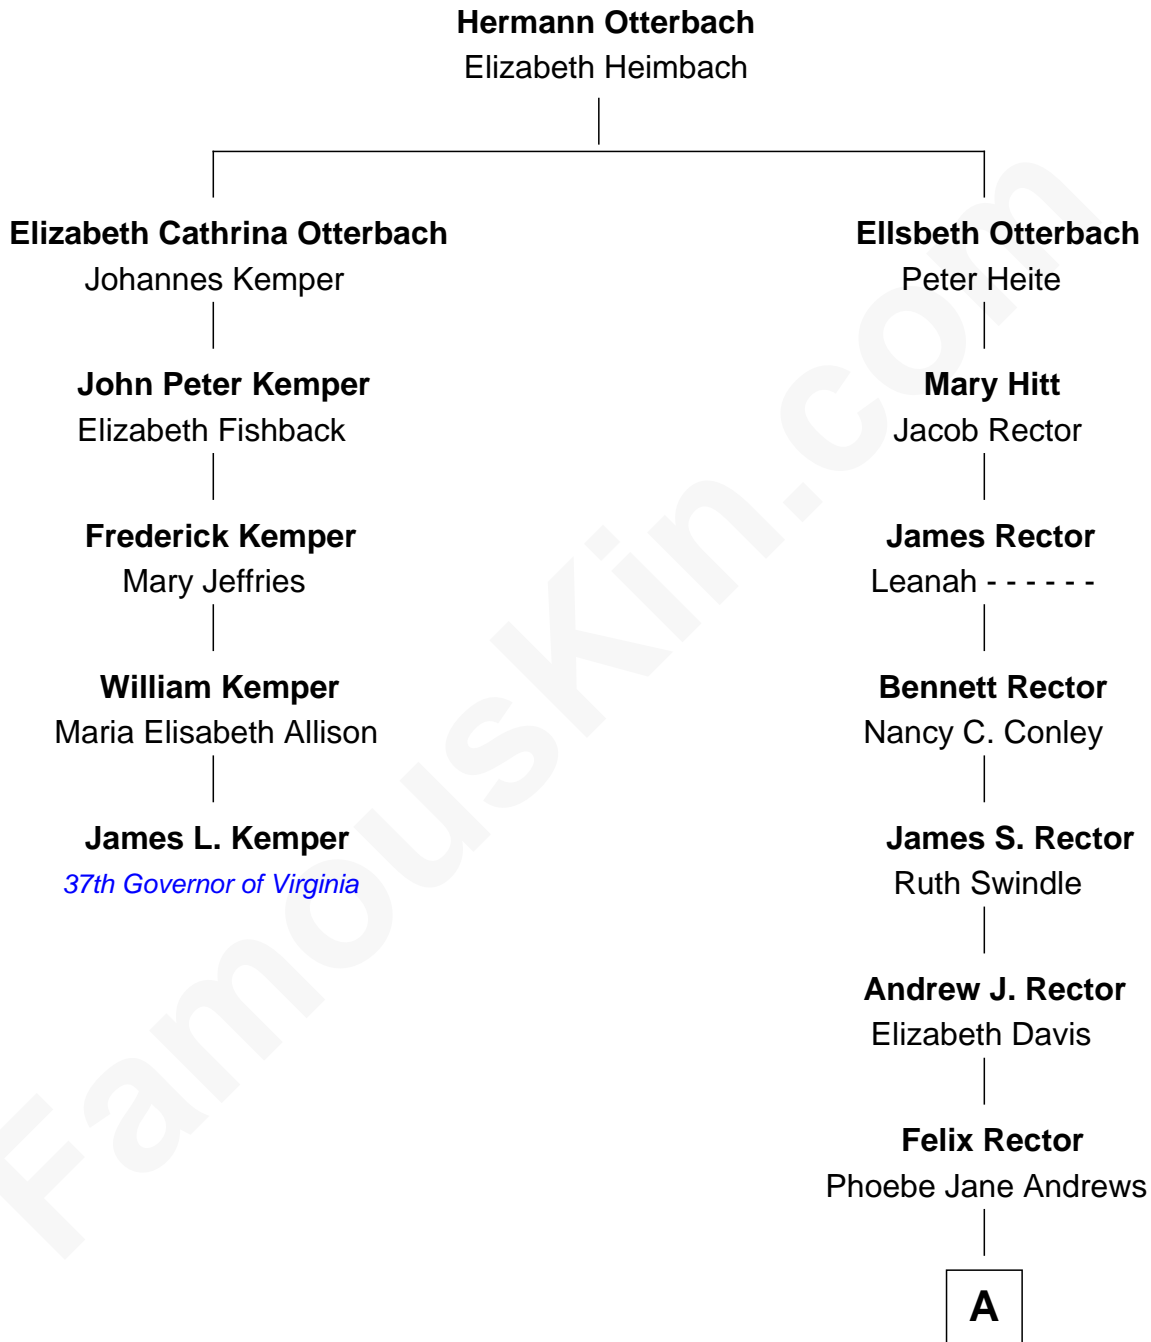 Hermann Otterbach
Elizabeth Heimbach
Elizabeth Cathrina Otterbach
Johannes Kemper
John Peter Kemper
Elizabeth Fishback
Frederick Kemper
Mary Jeffries
William Kemper
Maria Elisabeth Allison
James L. Kemper
37th Governor of Virginia
Ellsbeth Otterbach
Peter Heite
Mary Hitt
Jacob Rector
James Rector
Leanah - - - - - -
Bennett Rector
Nancy C. Conley
James S. Rector
Ruth Swindle
Andrew J. Rector
Elizabeth Davis
Felix Rector
Phoebe Jane Andrews
A
FamousKin.com